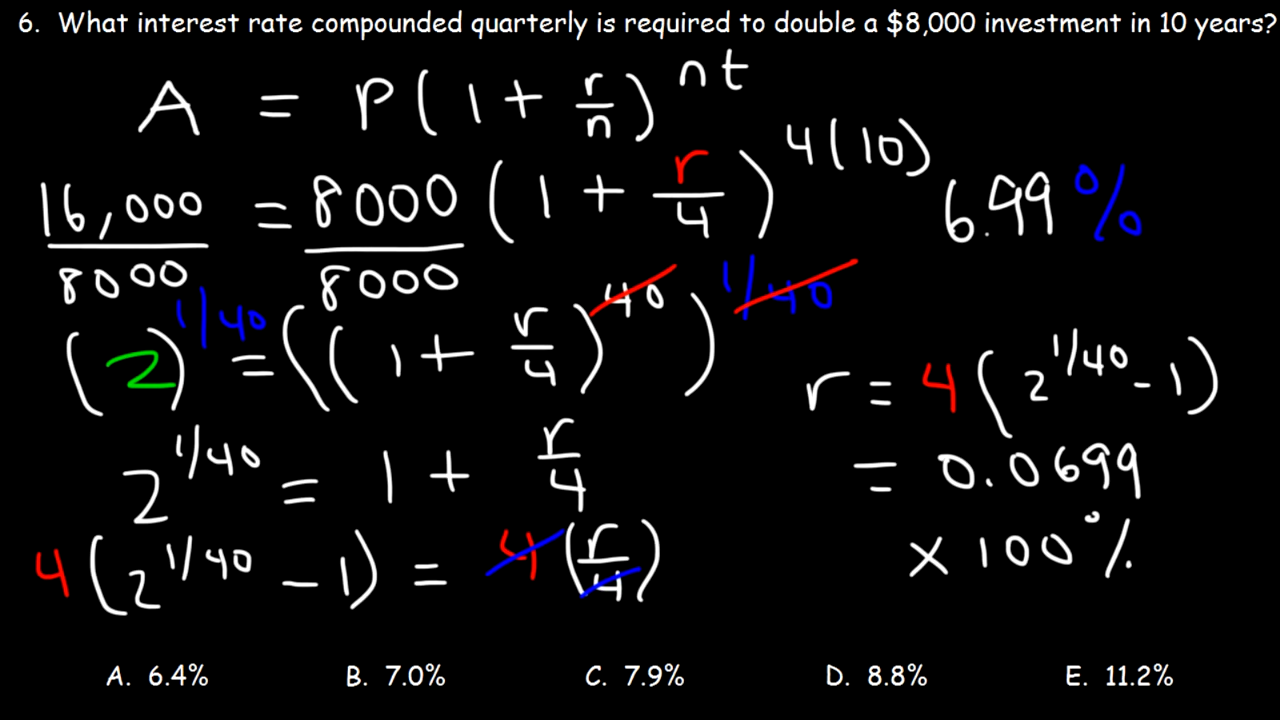 6. What interest rate compounded quarterly is required to double a $8,000 investment in 10 years?
A = P(1 + r/n)^nt
16,000/8000 = 8000/8000 (1 + r/4)^4(10)
(2)^1/40 = ((1 + r/4)^40)^1/40
2^1/40 = 1 + r/4
4(2^1/40 - 1) = 4(r/4)
6.99%
r = 4(2^1/40 - 1)
= 0.0699
x 100%
A. 6.4% B. 7.0% C. 7.9% D. 8.8% E. 11.2%